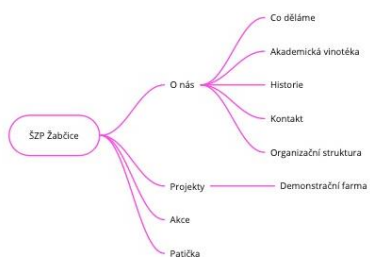 ŠZP Žabčice
O nás
Co děláme
Akademická vinotéka
Historie
Kontakt
Organizační struktura
Projekty
Demonstrační farma
Akce
Patička